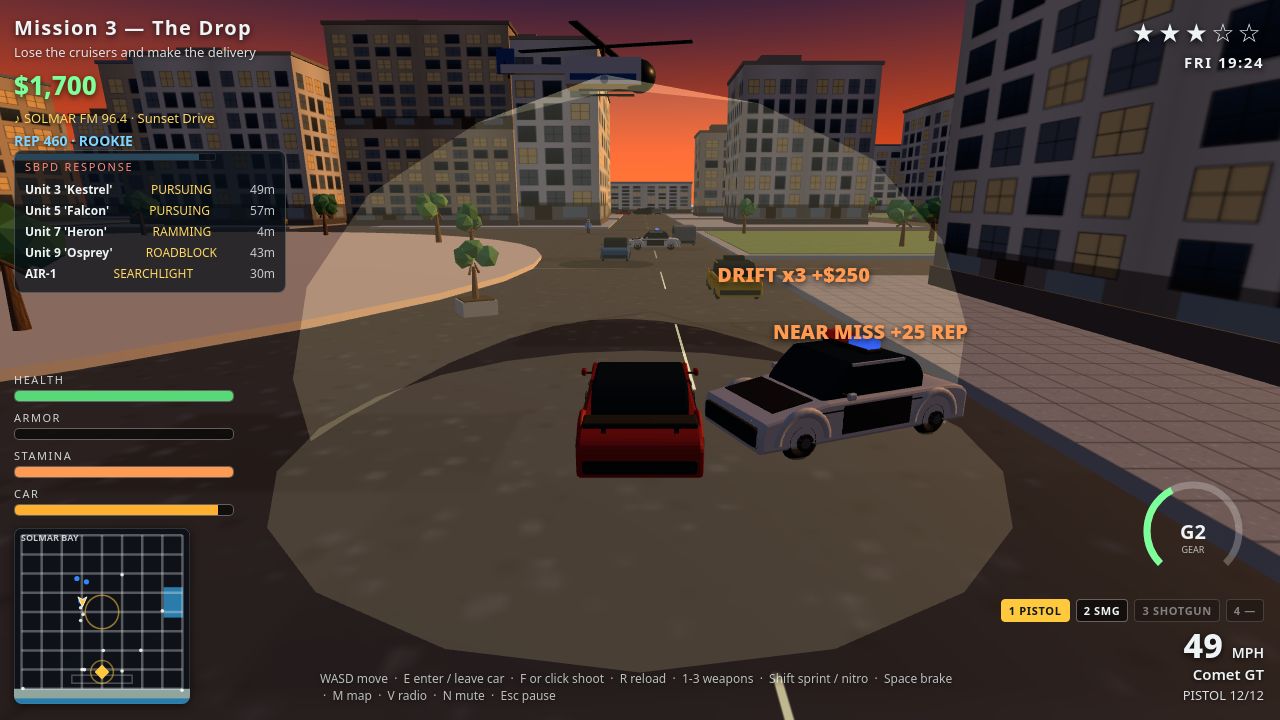 Mission 3 — The Drop
Lose the cruisers and make the delivery
$1,700
♪ SOLMAR FM 96.4 · Sunset Drive
REP 460 · ROOKIE
SBPD RESPONSE
Unit 3 'Kestrel' PURSUING 49m
Unit 5 'Falcon' PURSUING 57m
Unit 7 'Heron' RAMMING 4m
Unit 9 'Osprey' ROADBLOCK 43m
AIR-1 SEARCHLIGHT 30m
★★★☆☆
FRI 19:24
DRIFT x3 +$250
NEAR MISS +25 REP
HEALTH
ARMOR
STAMINA
CAR
SOLMAR BAY
G2
GEAR
1 PISTOL 2 SMG 3 SHOTGUN 4 —
49 MPH
Comet GT
PISTOL 12/12
WASD move · E enter / leave car · F or click shoot · R reload · 1-3 weapons · Shift sprint / nitro · Space brake
· M map · V radio · N mute · Esc pause